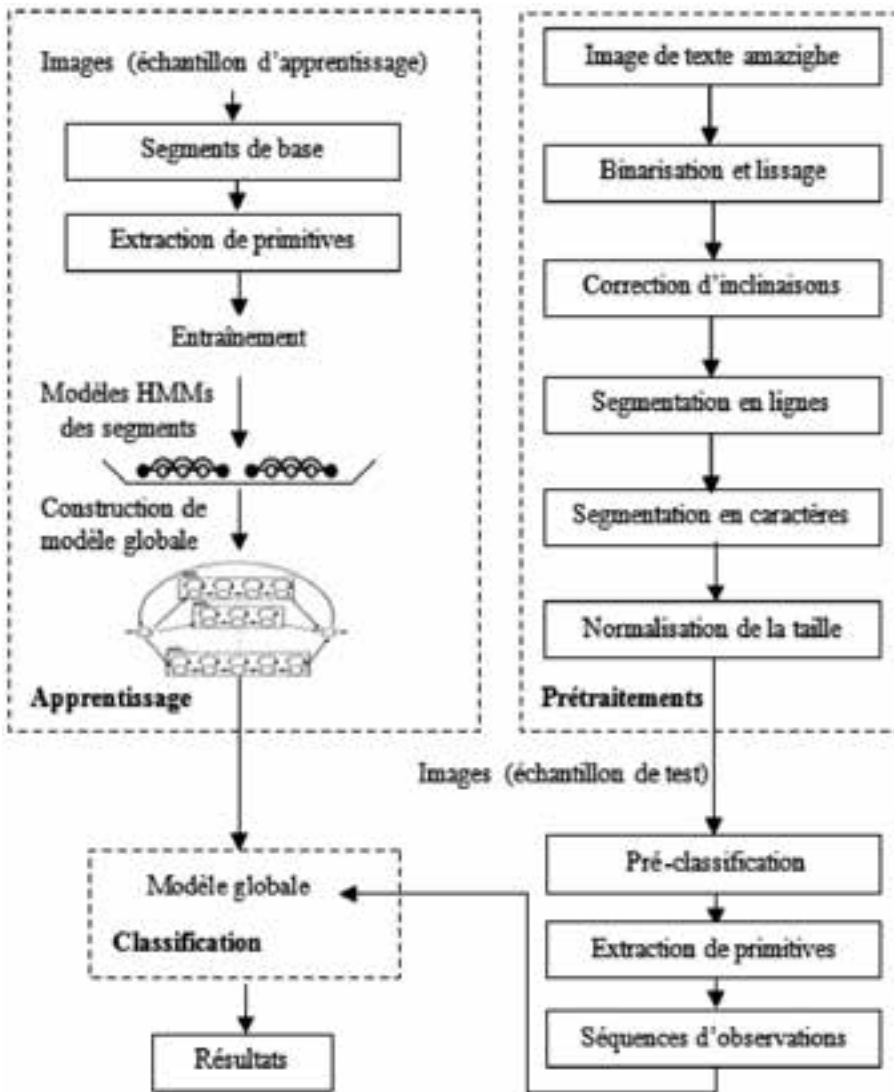 Images (échantillon d'apprentissage)
Segments de base
Extraction de primitives
Entraînement
Modèles HMMs
des segments
Construction de
modèle globale
Apprentissage
Image de texte amazighe
Binarisation et lissage
Correction d'inclinaisons
Segmentation en lignes
Segmentation en caractères
Normalisation de la taille
Prétraitements
Images (échantillon de test)
Pré-classification
Extraction de primitives
Séquences d'observations
Modèle globale
Classification
Résultats